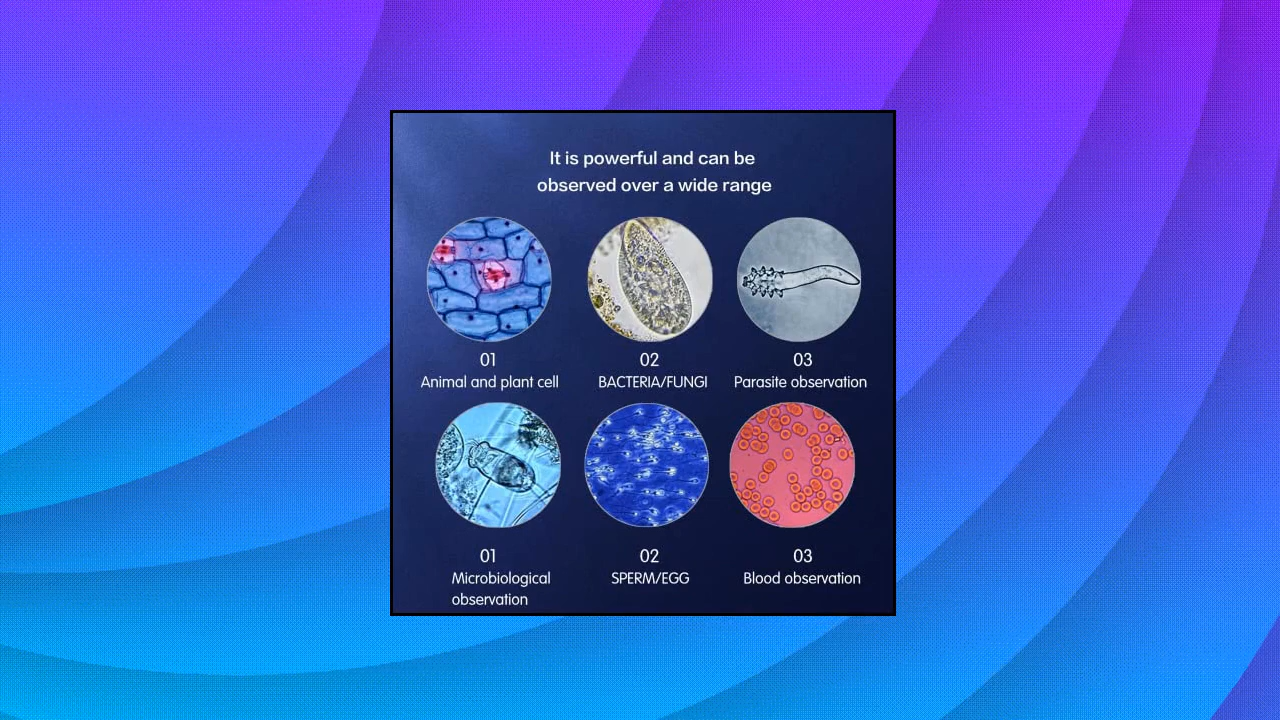 It is powerful and can be
observed over a wide range
01
Animal and plant cell
02
BACTERIA/FUNGI
03
Parasite observation
01
Microbiological
observation
02
SPERM/EGG
03
Blood observation